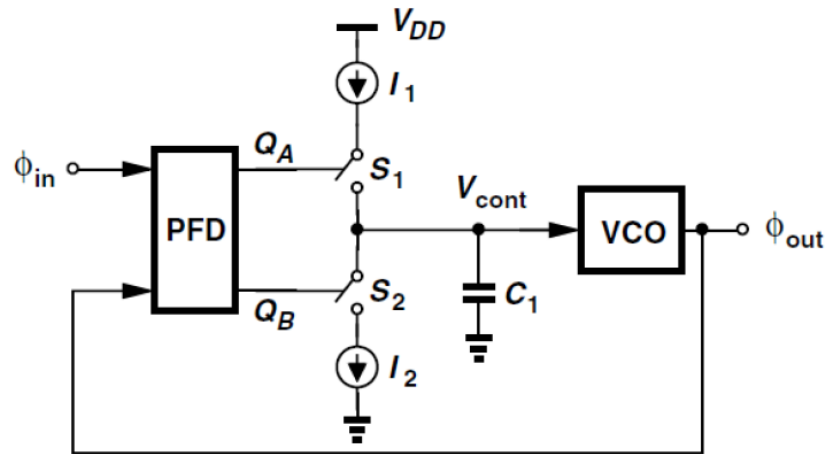 V_DD
I_1
Q_A
S_1
ϕ_in
V_cont
PFD
VCO
ϕ_out
Q_B
S_2
C_1
I_2